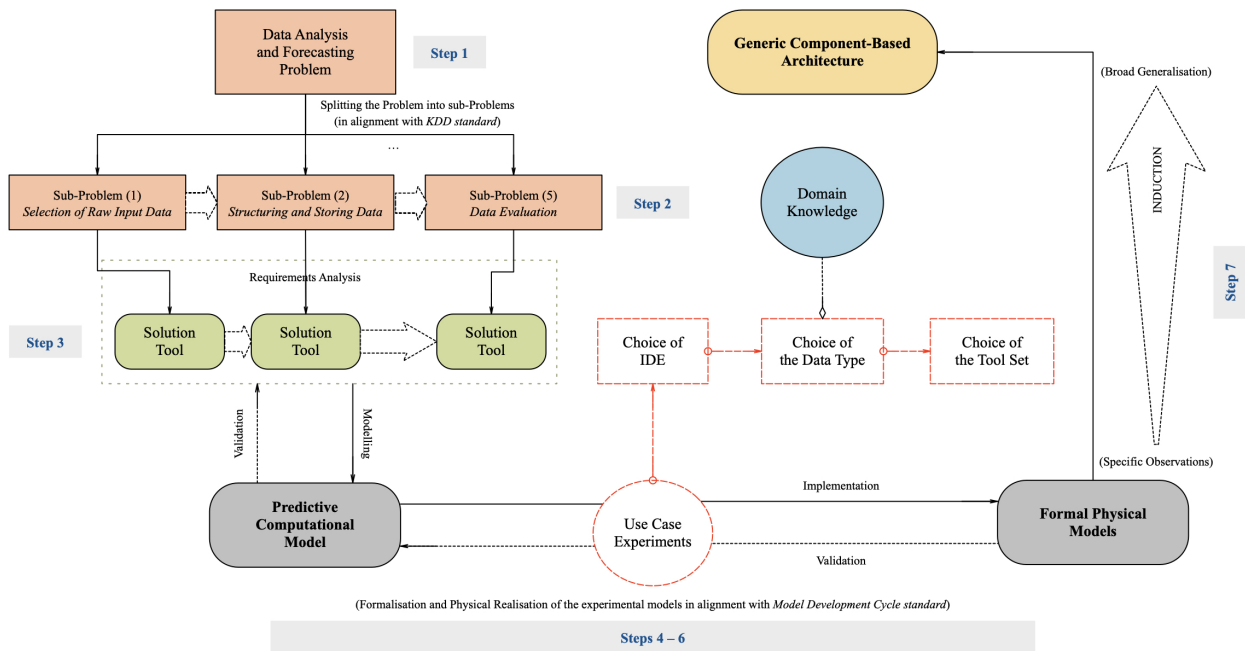 Data Analysis
and Forecasting
Problem
Step 1
Generic Component-Based
Architecture
(Broad Generalisation)
Splitting the Problem into sub-Problems
(in alignment with KDD standard)
...
Sub-Problem (1)
Selection of Raw Input Data
Sub-Problem (2)
Structuring and Storing Data
Sub-Problem (5)
Data Evaluation
Step 2
Domain
Knowledge
INDUCTION
Step 7
Requirements Analysis
Step 3
Solution
Tool
Solution
Tool
Solution
Tool
Choice of
IDE
Choice of
the Data Type
Choice of
the Tool Set
Validation
Modelling
(Specific Observations)
Predictive
Computational
Model
Use Case
Experiments
Implementation
Validation
Formal Physical
Models
(Formalisation and Physical Realisation of the experimental models in alignment with Model Development Cycle standard)
Steps 4 – 6